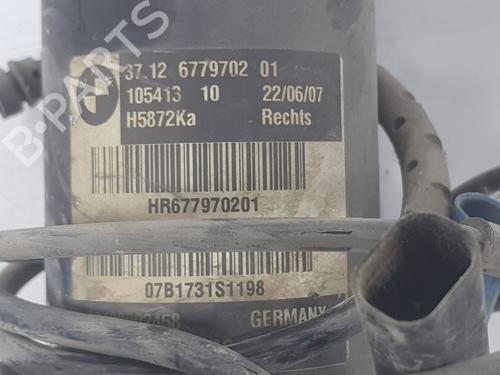 B-PARTS
37.12 6779702 01
105413 10 22/06/07
H5872Ka Rechts
HR677970201
07B1731S1198
GERMANY